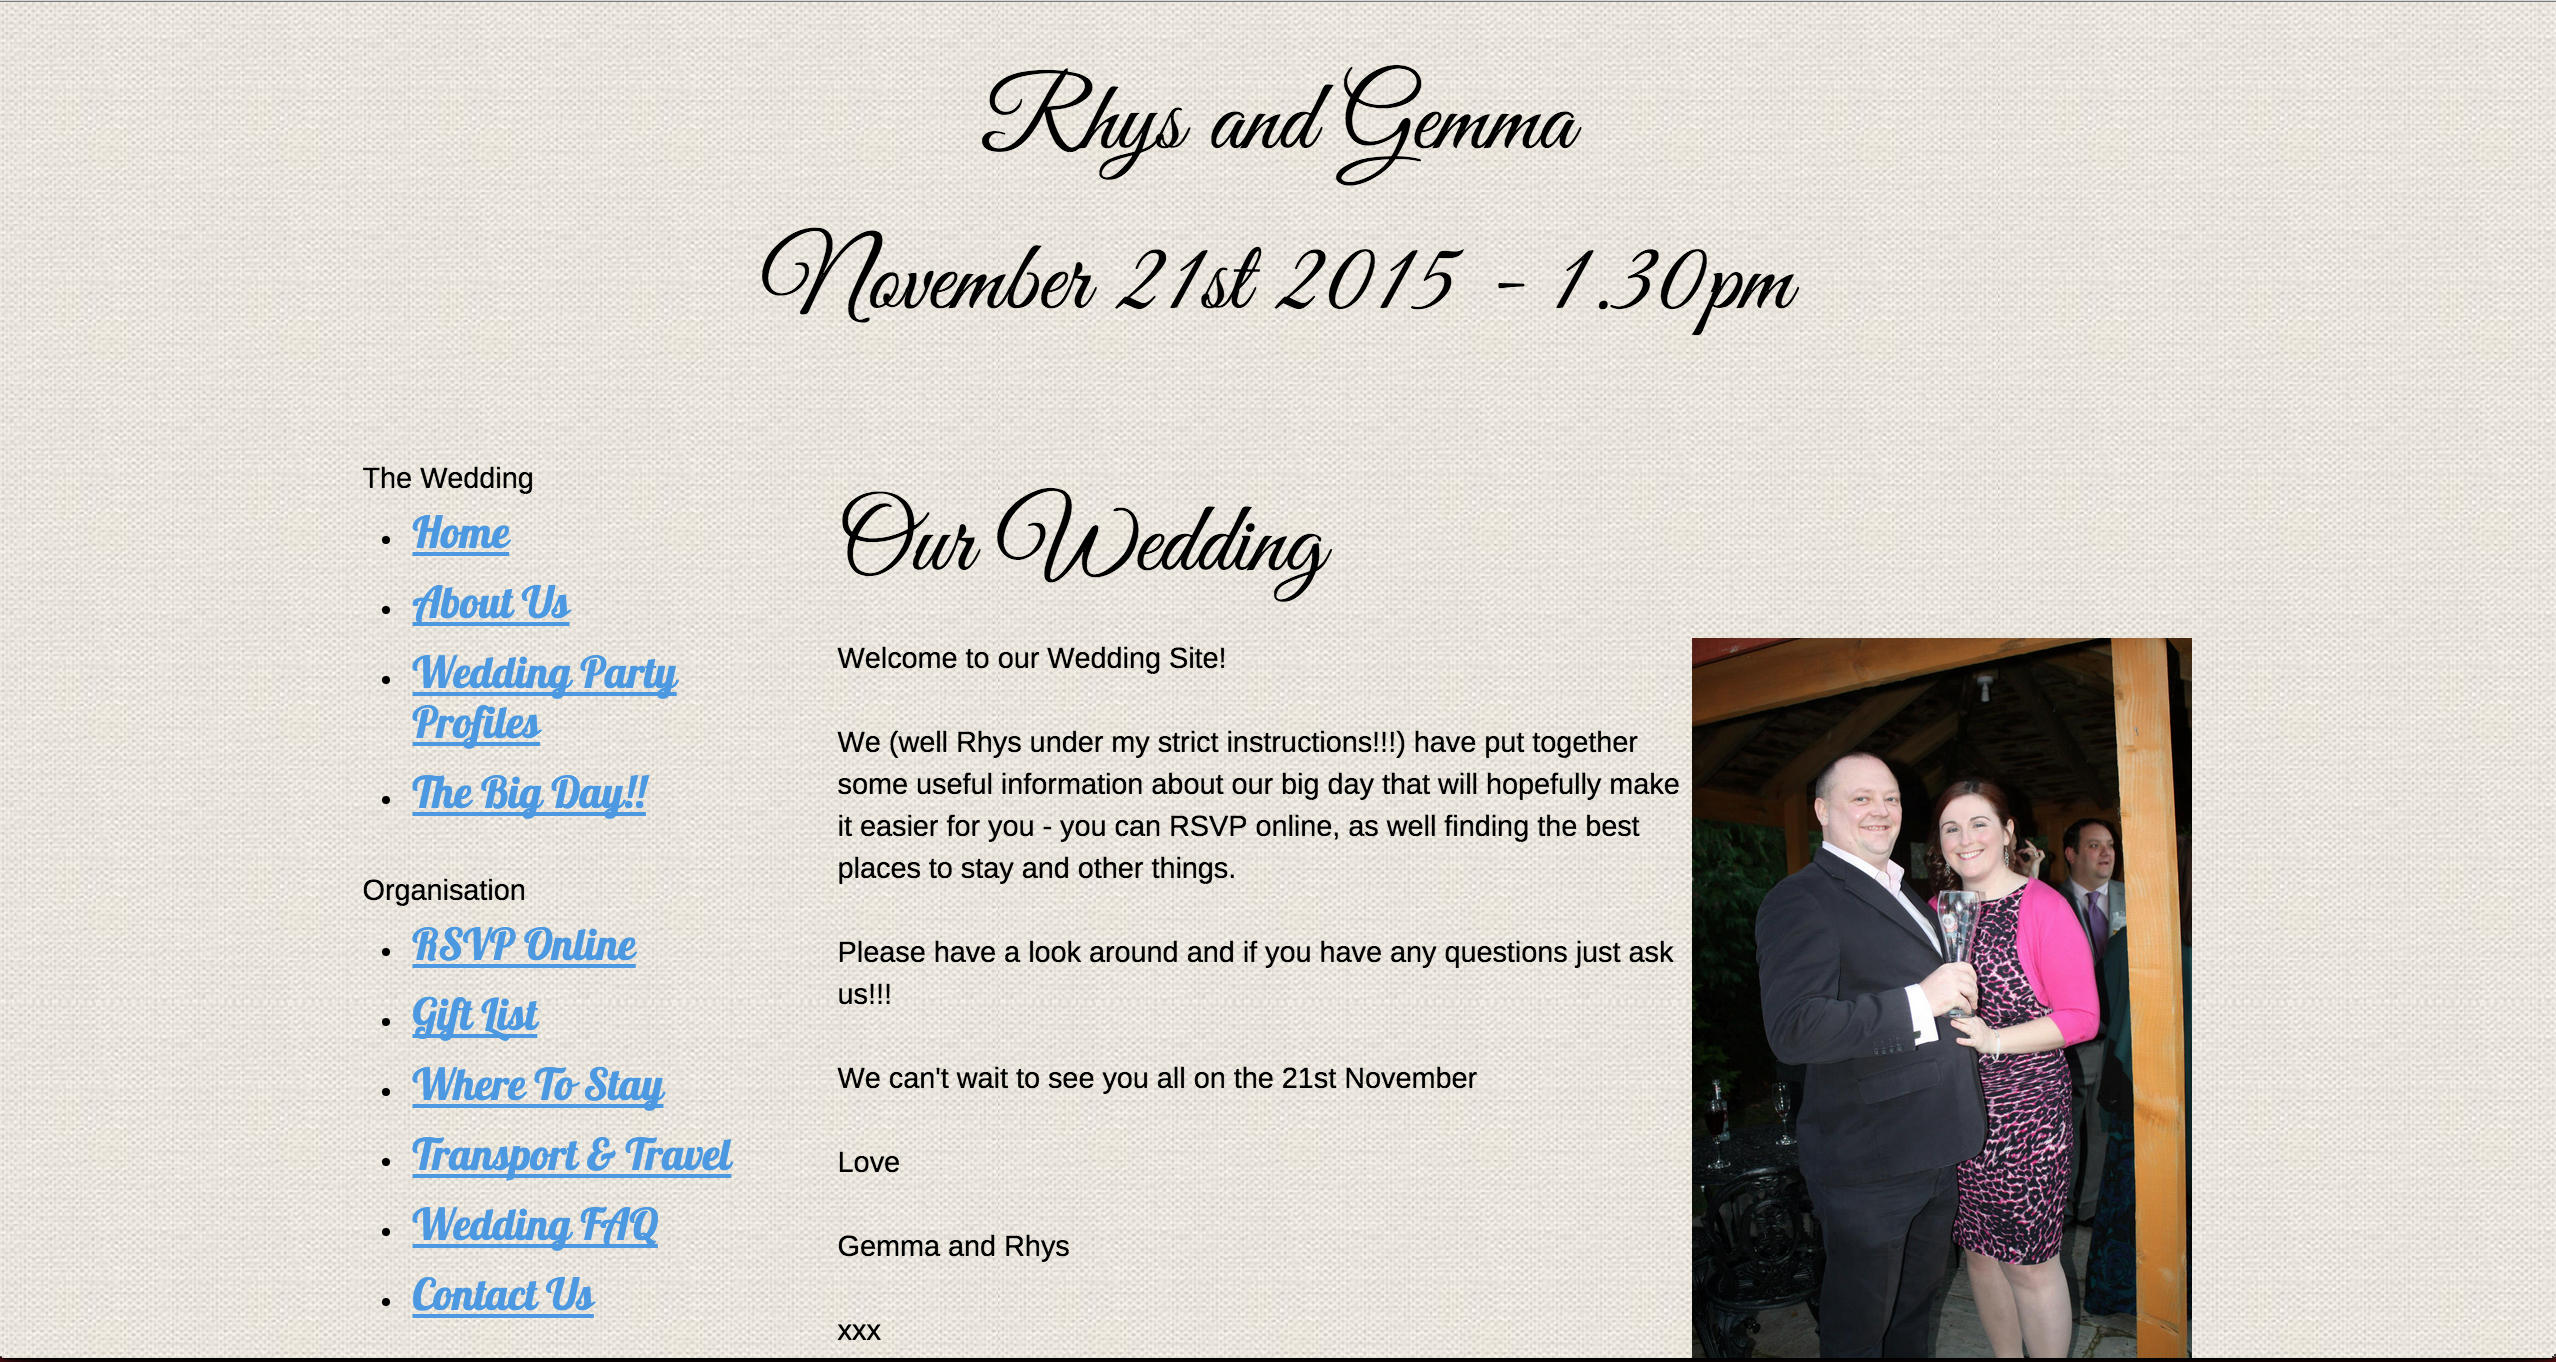 Rhys and Gemma
November 21st 2015 - 1.30pm
The Wedding
Home
About Us
Wedding Party
Profiles
The Big Day!!
Organisation
RSVP Online
Gift List
Where To Stay
Transport & Travel
Wedding FAQ
Contact Us
Our Wedding
Welcome to our Wedding Site!
We (well Rhys under my strict instructions!!!) have put together
some useful information about our big day that will hopefully make
it easier for you - you can RSVP online, as well finding the best
places to stay and other things.
Please have a look around and if you have any questions just ask
us!!!
We can't wait to see you all on the 21st November
Love
Gemma and Rhys
xxx